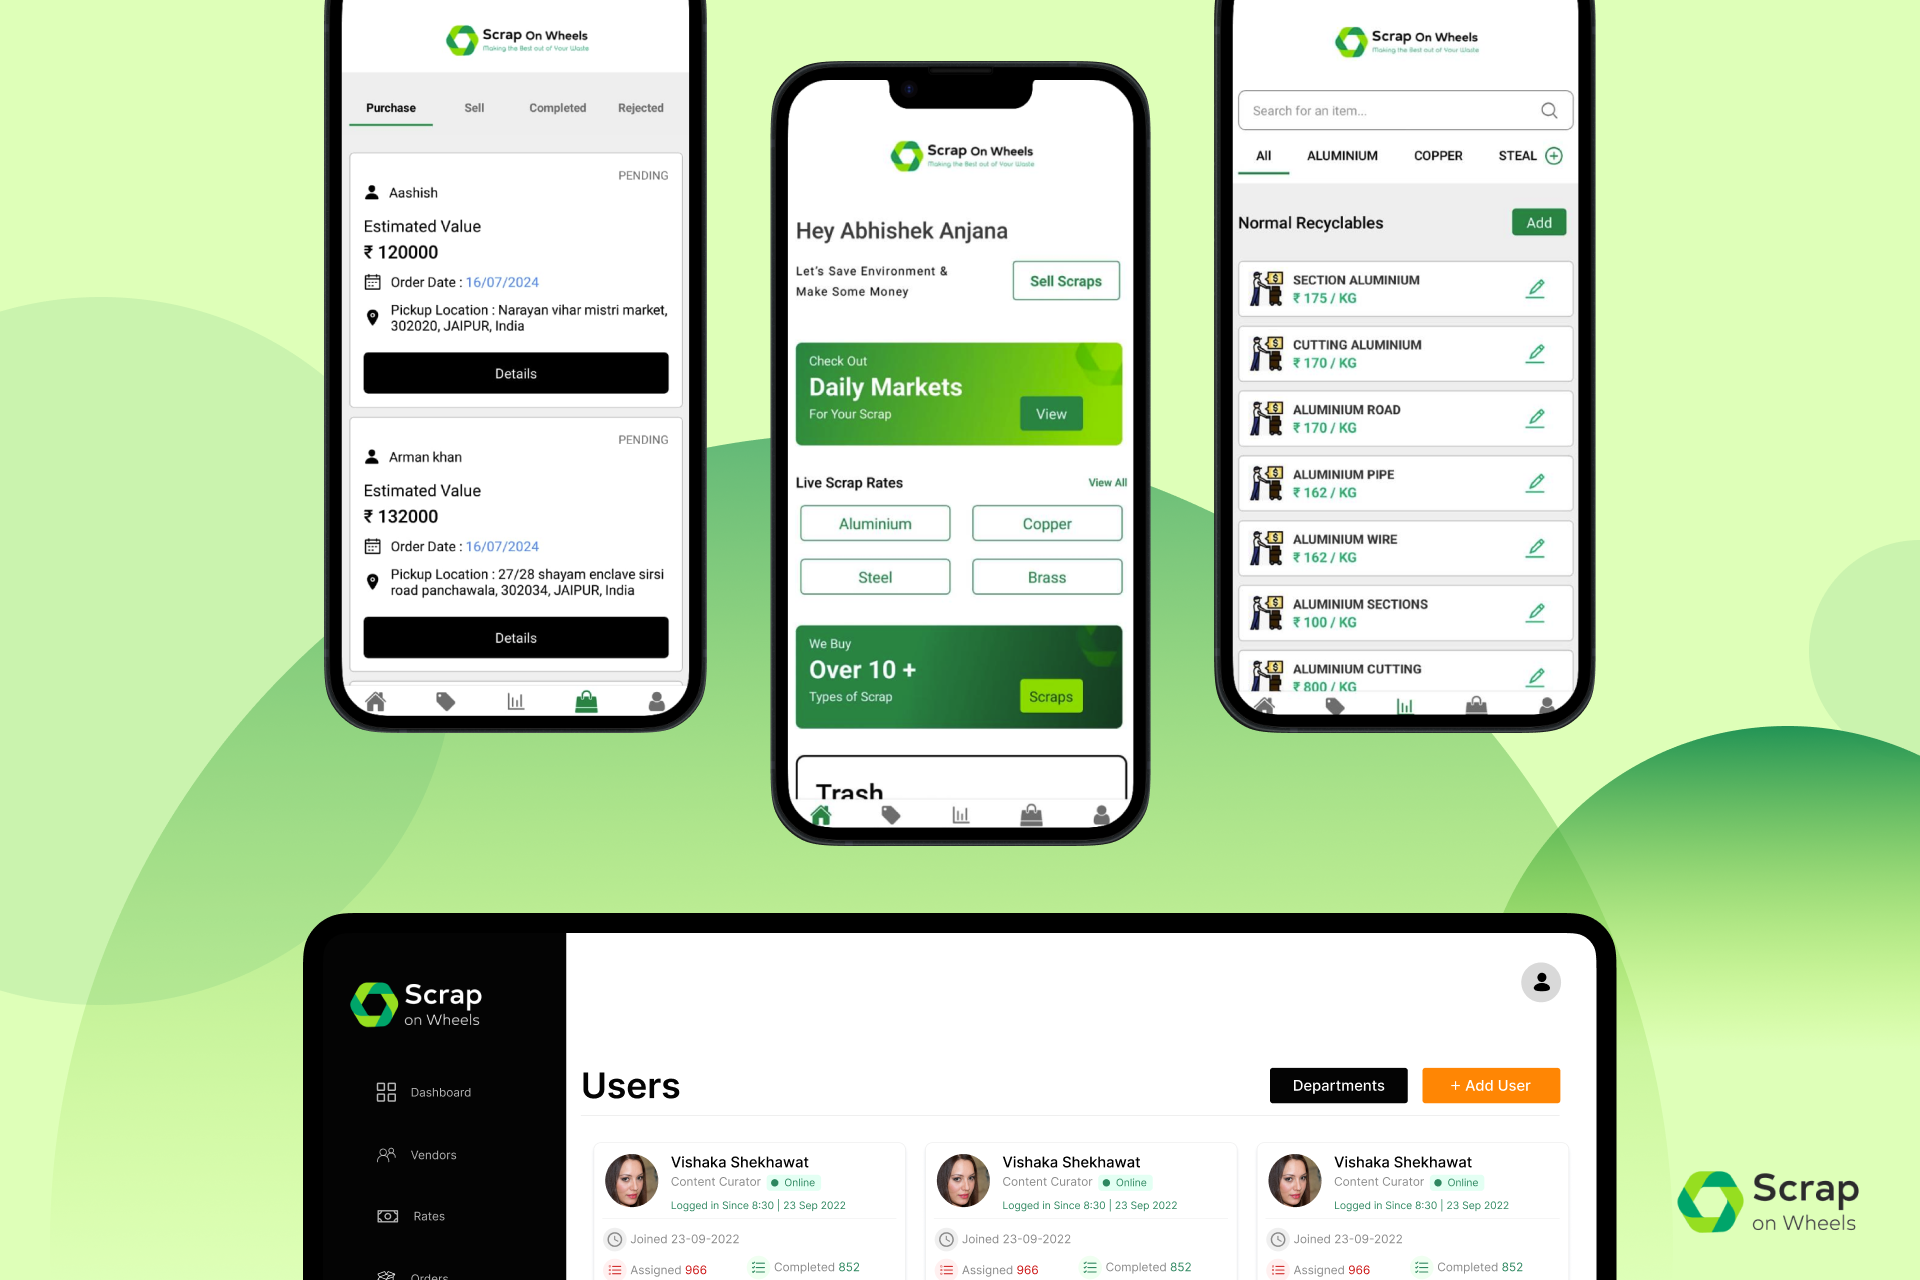 Scrap On Wheels
Making the Best out of Your Waste
Purchase
Sell
Completed
Rejected
PENDING
Aashish
Estimated Value
₹ 120000
Order Date : 16/07/2024
Pickup Location : Narayan vihar mistri market,
302020, JAIPUR, India
Details
PENDING
Arman khan
Estimated Value
₹ 132000
Order Date : 16/07/2024
Pickup Location : 27/28 shayam enclave sirsi
road panchawala, 302034, JAIPUR, India
Details
Scrap On Wheels
Making the Best out of Your Waste
Hey Abhishek Anjana
Let's Save Environment &
Make Some Money
Sell Scraps
Check Out
Daily Markets
For Your Scrap
View
Live Scrap Rates
View All
Aluminium
Copper
Steel
Brass
We Buy
Over 10 +
Types of Scrap
Scraps
Trash
Scrap On Wheels
Making the Best out of Your Waste
Search for an item...
All
ALUMINIUM
COPPER
STEAL
Normal Recyclables
Add
SECTION ALUMINIUM
₹ 175 / KG
CUTTING ALUMINIUM
₹ 170 / KG
ALUMINIUM ROAD
₹ 170 / KG
ALUMINIUM PIPE
₹ 162 / KG
ALUMINIUM WIRE
₹ 162 / KG
ALUMINIUM SECTIONS
₹ 100 / KG
ALUMINIUM CUTTING
₹ 800 / KG
Scrap
on Wheels
Dashboard
Vendors
Rates
Orders
Users
Departments
+ Add User
Vishaka Shekhawat
Content Curator
Online
Logged in Since 8:30 | 23 Sep 2022
Joined 23-09-2022
Assigned 966
Completed 852
Vishaka Shekhawat
Content Curator
Online
Logged in Since 8:30 | 23 Sep 2022
Joined 23-09-2022
Assigned 966
Completed 852
Vishaka Shekhawat
Content Curator
Online
Logged in Since 8:30 | 23 Sep 2022
Joined 23-09-2022
Assigned 966
Completed 852
Scrap
on Wheels